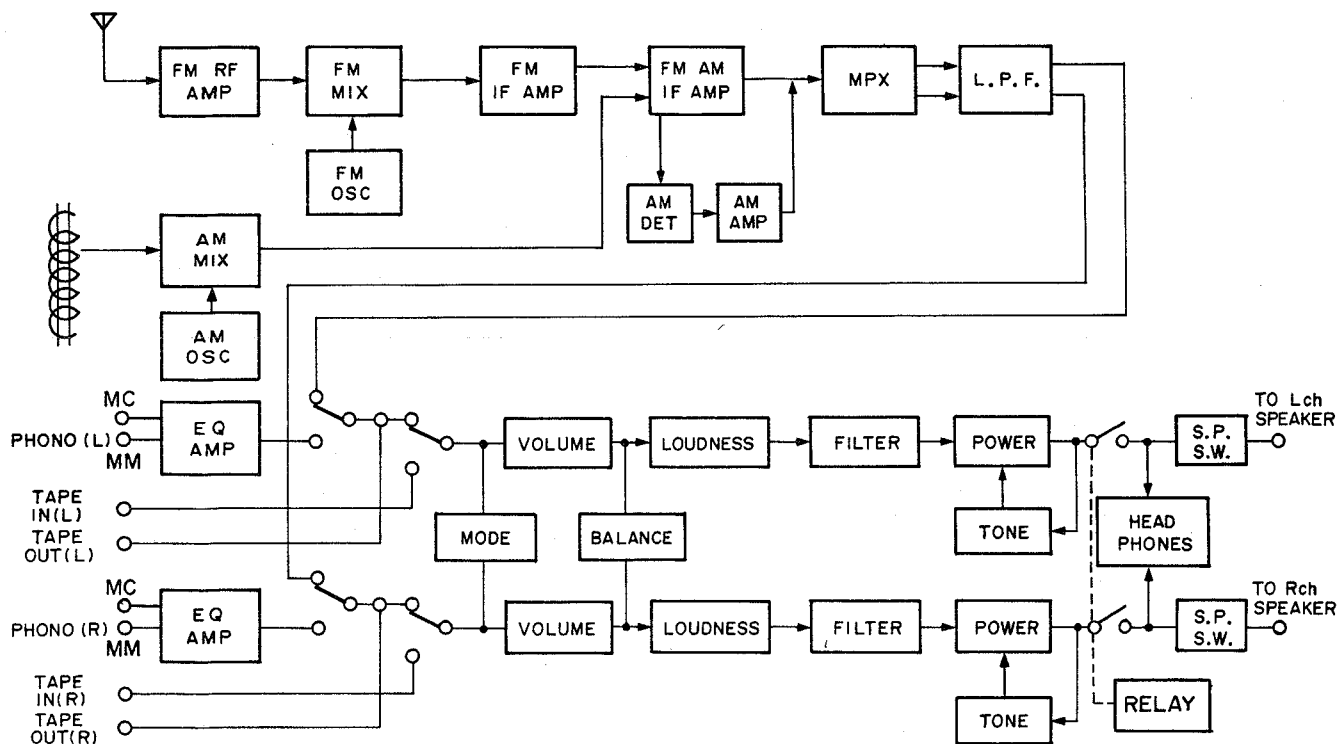 FM RF
AMP
FM
MIX
FM
IF AMP
FM AM
IF AMP
MPX
L. P. F.
FM
OSC
AM
DET
AM
AMP
AM
MIX
AM
OSC
MC
PHONO (L)
MM
EQ
AMP
TAPE
IN(L)
TAPE
OUT(L)
MODE
VOLUME
BALANCE
LOUDNESS
FILTER
POWER
TONE
S.P.
S.W.
TO Lch
SPEAKER
HEAD
PHONES
MC
PHONO (R)
MM
EQ
AMP
TAPE
IN(R)
TAPE
OUT(R)
VOLUME
LOUDNESS
FILTER
POWER
TONE
S.P.
S.W.
TO Rch
SPEAKER
RELAY